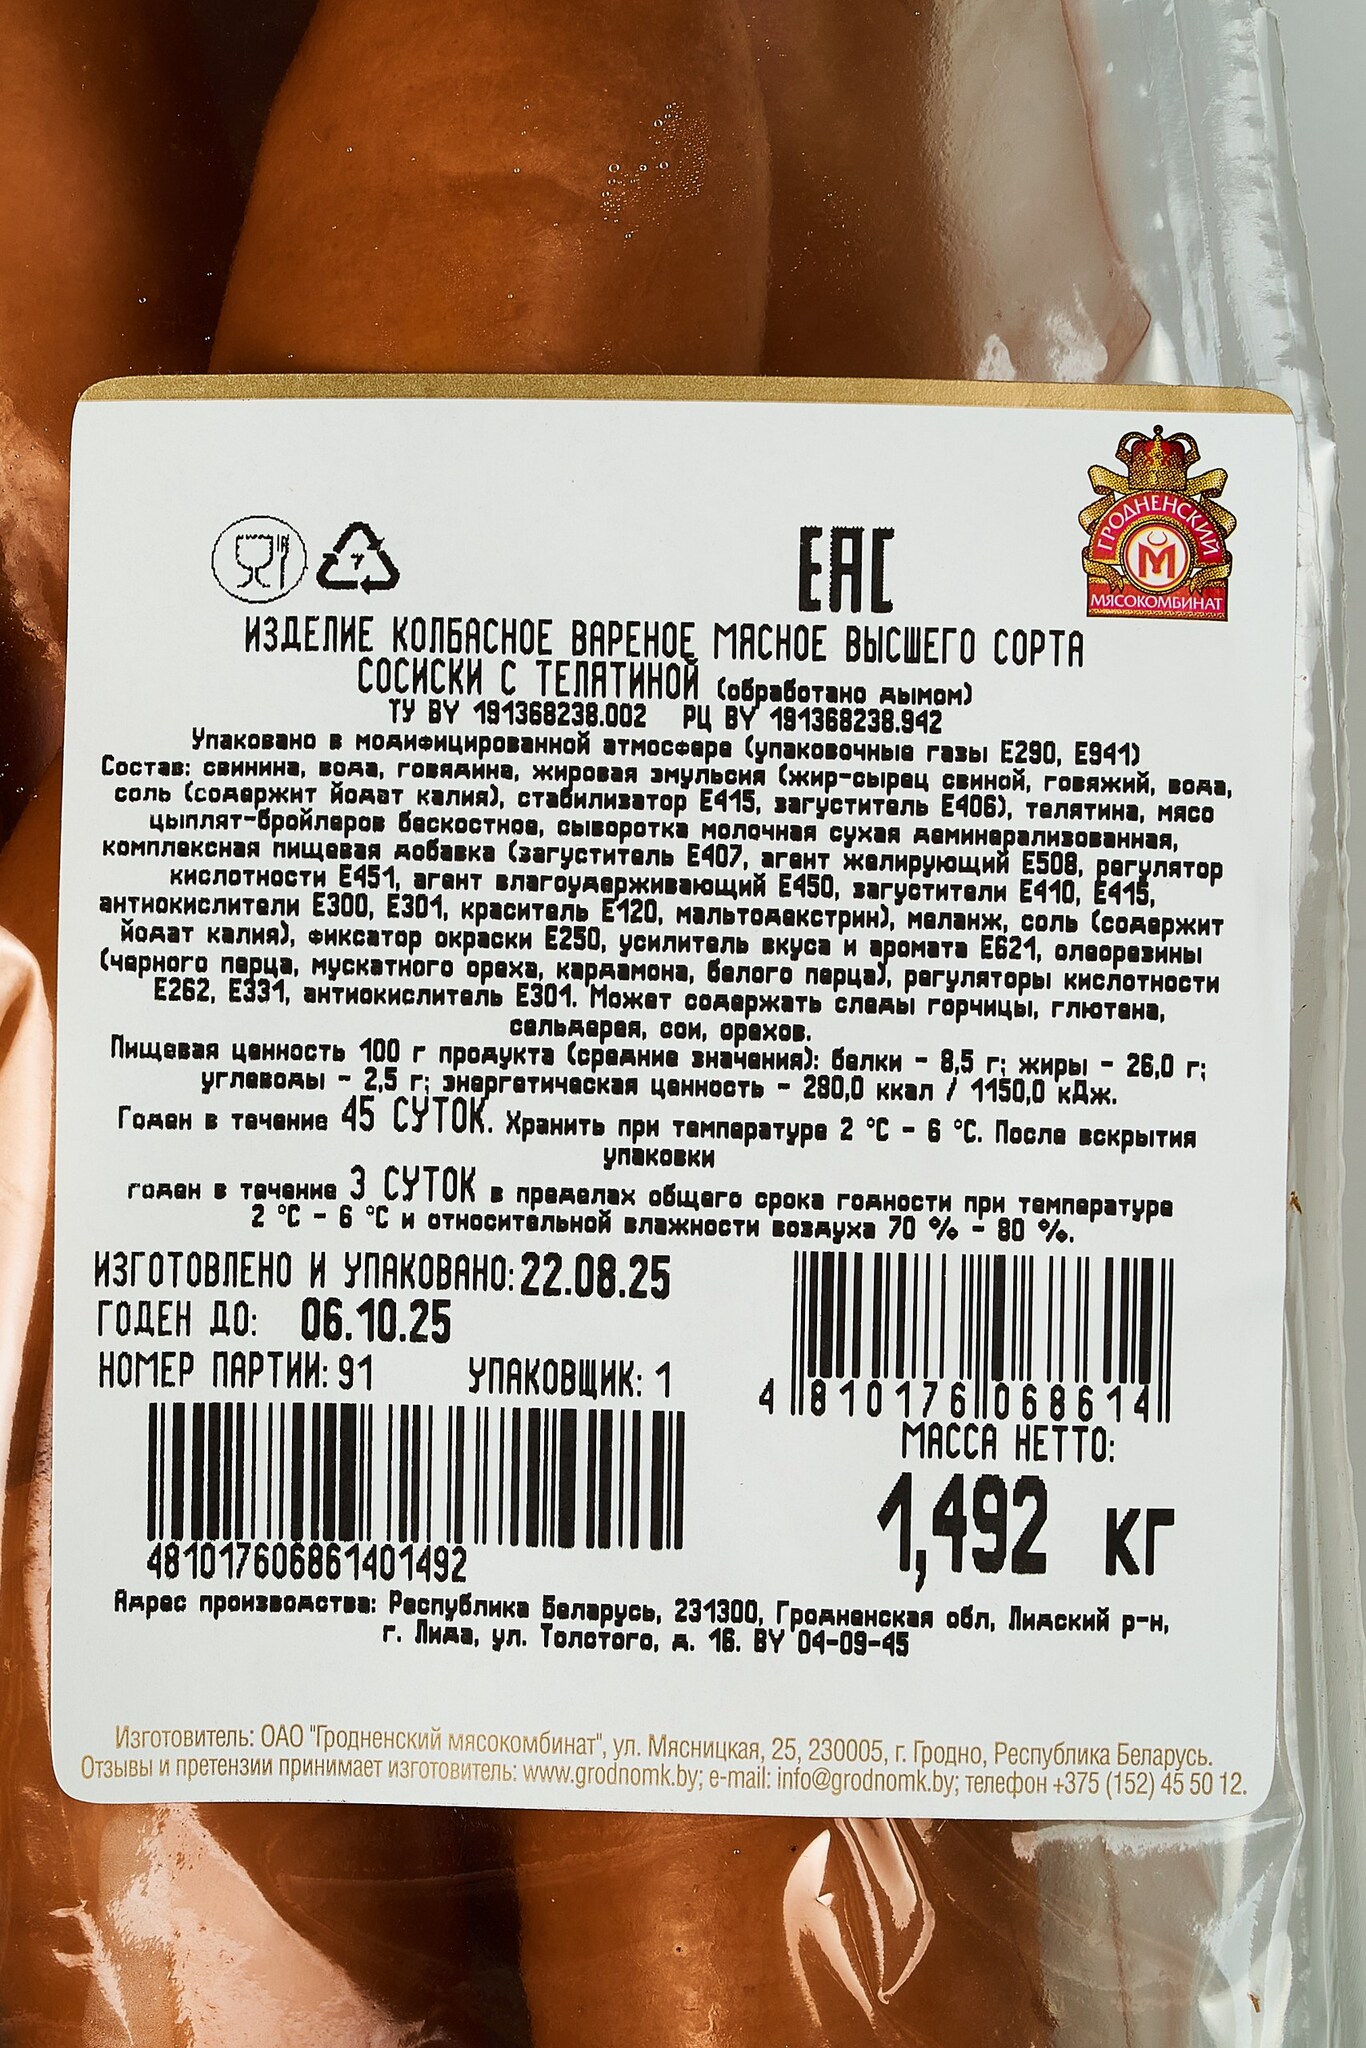 ГРОДНЕНСКИЙ
М
МЯСОКОМБИНАТ
7
ЕАС
ИЗДЕЛИЕ КОЛБАСНОЕ ВАРЕНОЕ МЯСНОЕ ВЫСШЕГО СОРТА
СОСИСКИ С ТЕЛЯТИНОЙ (обработано дымом)
ТУ BY 191368238.002 РЦ BY 191368238.942
Упаковано в модифицированной атмосфере (упаковочные газы Е290, Е941)
Состав: свинина, вода, говядина, жировая эмульсия (жир-сырец свиной, говяжий, вода,
соль (содержит йодат калия), стабилизатор Е415, загуститель Е406), телятина, мясо
цыплят-бройлеров бескостное, сыворотка молочная сухая деминерализованная,
комплексная пищевая добавка (загуститель Е407, агент желирующий Е508, регулятор
кислотности Е451, агент влагоудерживающий Е450, загустители Е410, Е415,
антиокислители Е300, Е301, краситель Е120, мальтодекстрин), меланж, соль (содержит
йодат калия), фиксатор окраски Е250, усилитель вкуса и аромата Е621, олеорезины
(черного перца, мускатного ореха, кардамона, белого перца), регуляторы кислотности
Е262, Е331, антиокислитель Е301. Может содержать следы горчицы, глютена,
сельдерея, сои, орехов.
Пищевая ценность 100 г продукта (средние значения): белки - 8,5 г; жиры - 26,0 г;
углеводы - 2,5 г; энергетическая ценность - 280,0 ккал / 1150,0 кДж.
Годен в течение 45 СУТОК. Хранить при температуре 2 °С - 6 °С. После вскрытия
упаковки
годен в течение 3 СУТОК в пределах общего срока годности при температуре
2 °С - 6 °С и относительной влажности воздуха 70 % - 80 %.
ИЗГОТОВЛЕНО И УПАКОВАНО: 22.08.25
ГОДЕН ДО: 06.10.25
НОМЕР ПАРТИИ: 91 УПАКОВЩИК: 1
4 810176 068614
МАССА НЕТТО:
1,492 КГ
481017606861401492
Адрес производства: Республика Беларусь, 231300, Гродненская обл, Лидский р-н,
г. Лида, ул. Толстого, д. 16. BY 04-09-45
Изготовитель: ОАО "Гродненский мясокомбинат", ул. Мясницкая, 25, 230005, г. Гродно, Республика Беларусь.
Отзывы и претензии принимает изготовитель: www.grodnomk.by; e-mail: info@grodnomk.by; телефон +375 (152) 45 50 12.